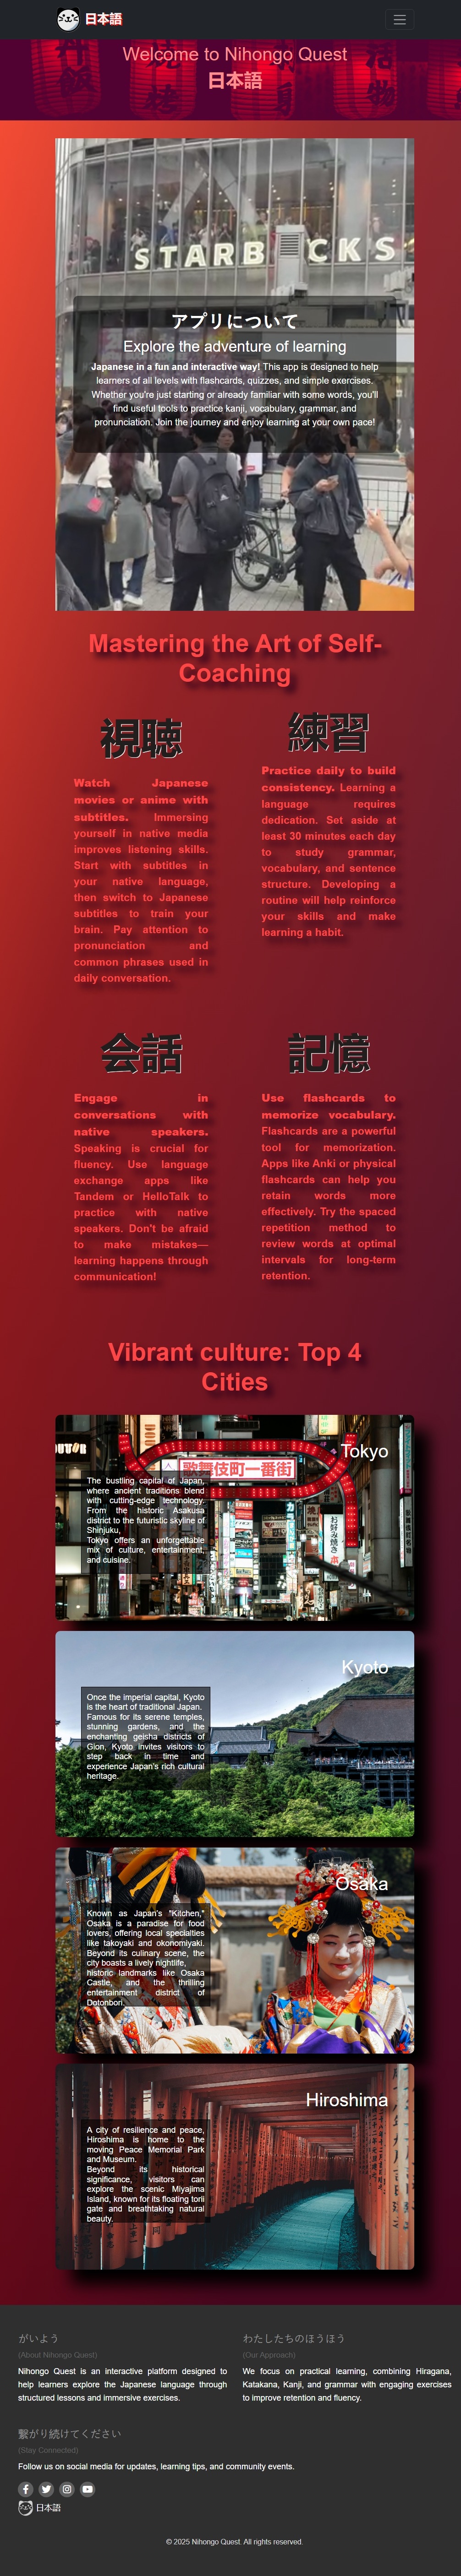 日本語
Welcome to Nihongo Quest
日本語
STARB CKS
アプリについて
Explore the adventure of learning
Japanese in a fun and interactive way! This app is designed to help
learners of all levels with flashcards, quizzes, and simple exercises.
Whether you're just starting or already familiar with some words, you'll
find useful tools to practice kanji, vocabulary, grammar, and
pronunciation. Join the journey and enjoy learning at your own pace!
Mastering the Art of Self-
Coaching
視聴
Watch Japanese
movies or anime with
subtitles. Immersing
yourself in native media
improves listening skills.
Start with subtitles in
your native language,
then switch to Japanese
subtitles to train your
brain. Pay attention to
pronunciation and
common phrases used in
daily conversation.
練習
Practice daily to build
consistency. Learning a
language requires
dedication. Set aside at
least 30 minutes each day
to study grammar,
vocabulary, and sentence
structure. Developing a
routine will help reinforce
your skills and make
learning a habit.
会話
Engage in
conversations with
native speakers.
Speaking is crucial for
fluency. Use language
exchange apps like
Tandem or HelloTalk to
practice with native
speakers. Don't be afraid
to make mistakes—
learning happens through
communication!
記憶
Use flashcards to
memorize vocabulary.
Flashcards are a powerful
tool for memorization.
Apps like Anki or physical
flashcards can help you
retain words more
effectively. Try the spaced
repetition method to
review words at optimal
intervals for long-term
retention.
Vibrant culture: Top 4
Cities
Tokyo
歌舞伎町一番街
The bustling capital of Japan,
where ancient traditions blend
with cutting-edge technology.
From the historic Asakusa
district to the futuristic skyline of
Shinjuku,
Tokyo offers an unforgettable
mix of culture, entertainment,
and cuisine.
Kyoto
Once the imperial capital, Kyoto
is the heart of traditional Japan.
Famous for its serene temples,
stunning gardens, and the
enchanting geisha districts of
Gion, Kyoto invites visitors to
step back in time and
experience Japan's rich cultural
heritage.
Osaka
Known as Japan's "Kitchen,"
Osaka is a paradise for food
lovers, offering local specialties
like takoyaki and okonomiyaki.
Beyond its culinary scene, the
city boasts a lively nightlife,
historic landmarks like Osaka
Castle, and the thrilling
entertainment district of
Dotonbori.
Hiroshima
A city of resilience and peace,
Hiroshima is home to the
moving Peace Memorial Park
and Museum.
Beyond its historical
significance, visitors can
explore the scenic Miyajima
Island, known for its floating torii
gate and breathtaking natural
beauty.
がいよう
(About Nihongo Quest)
Nihongo Quest is an interactive platform designed to
help learners explore the Japanese language through
structured lessons and immersive exercises.
わたしたちのほうほう
(Our Approach)
We focus on practical learning, combining Hiragana,
Katakana, Kanji, and grammar with engaging exercises
to improve retention and fluency.
繋がり続けてください
(Stay Connected)
Follow us on social media for updates, learning tips, and community events.
日本語
© 2025 Nihongo Quest. All rights reserved.